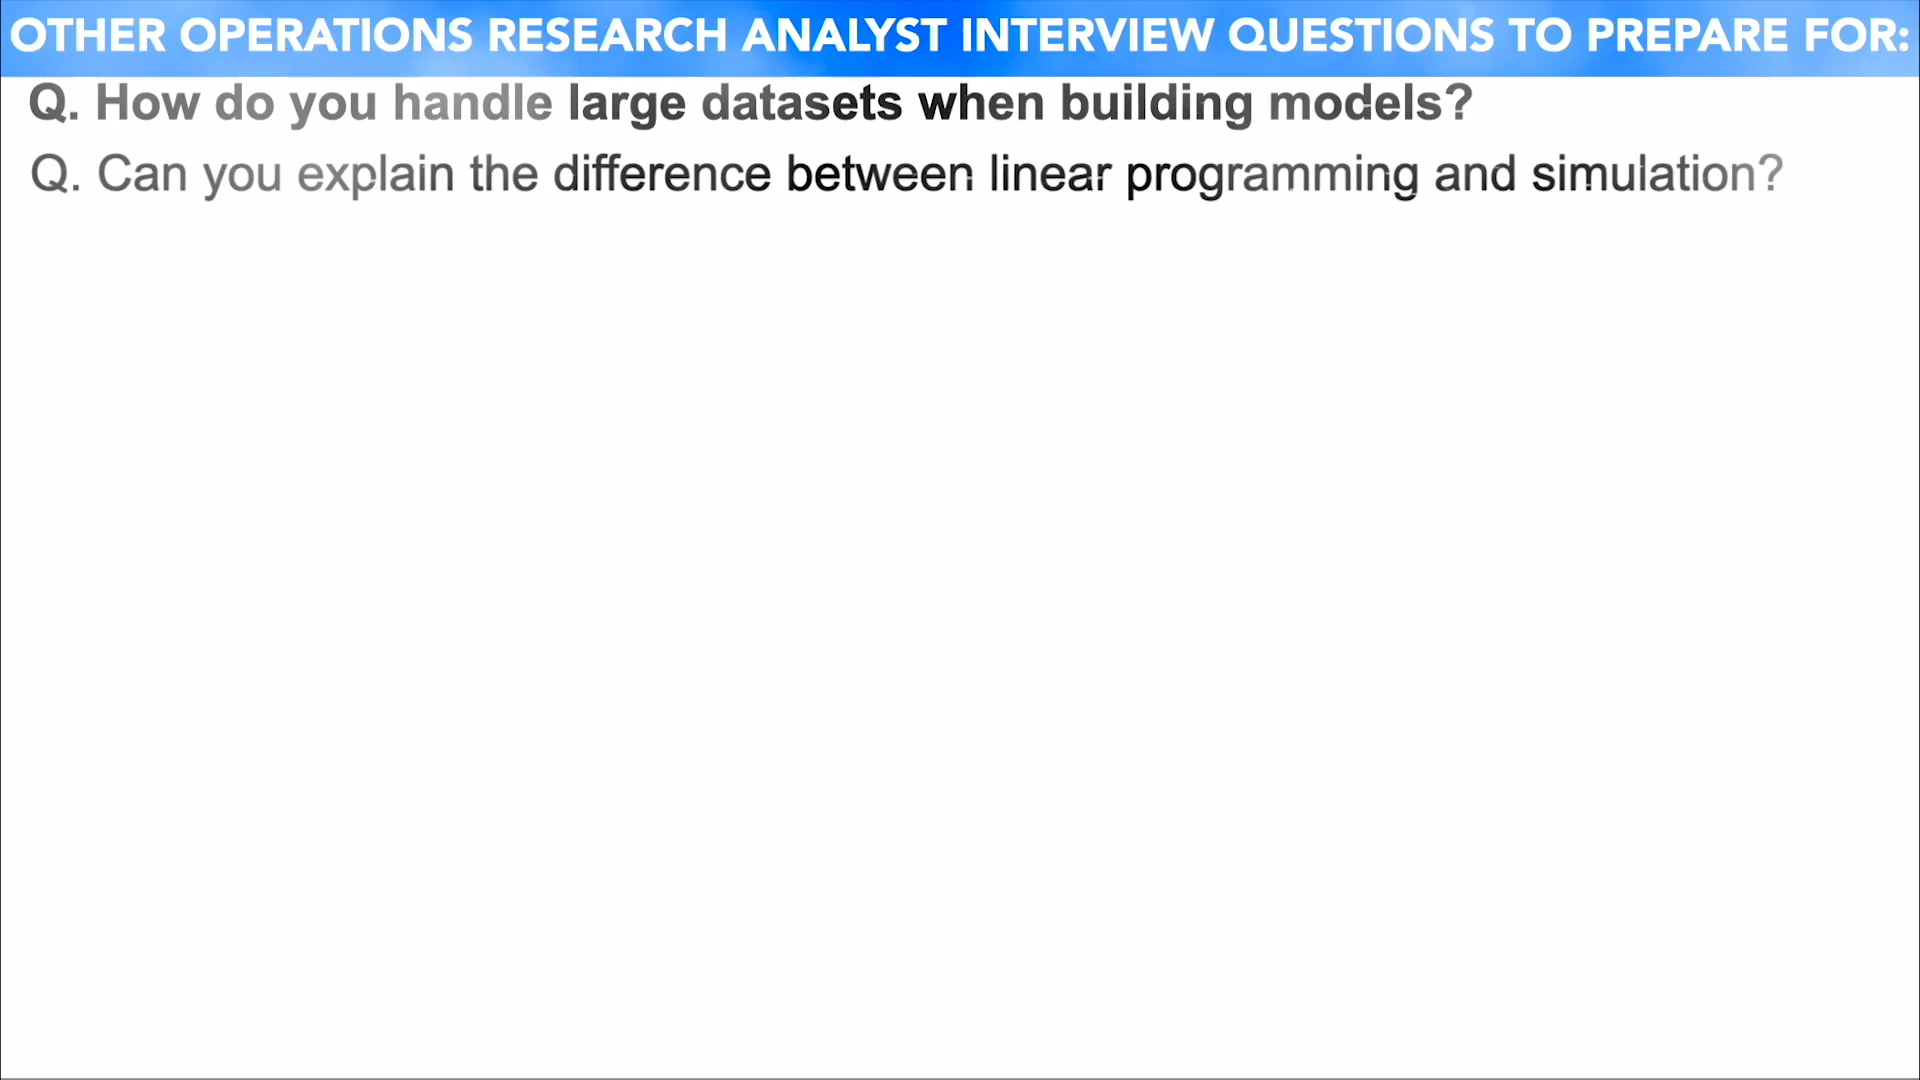 OTHER OPERATIONS RESEARCH ANALYST INTERVIEW QUESTIONS TO PREPARE FOR:
Q. How do you handle large datasets when building models?
Q. Can you explain the difference between linear programming and simulation?